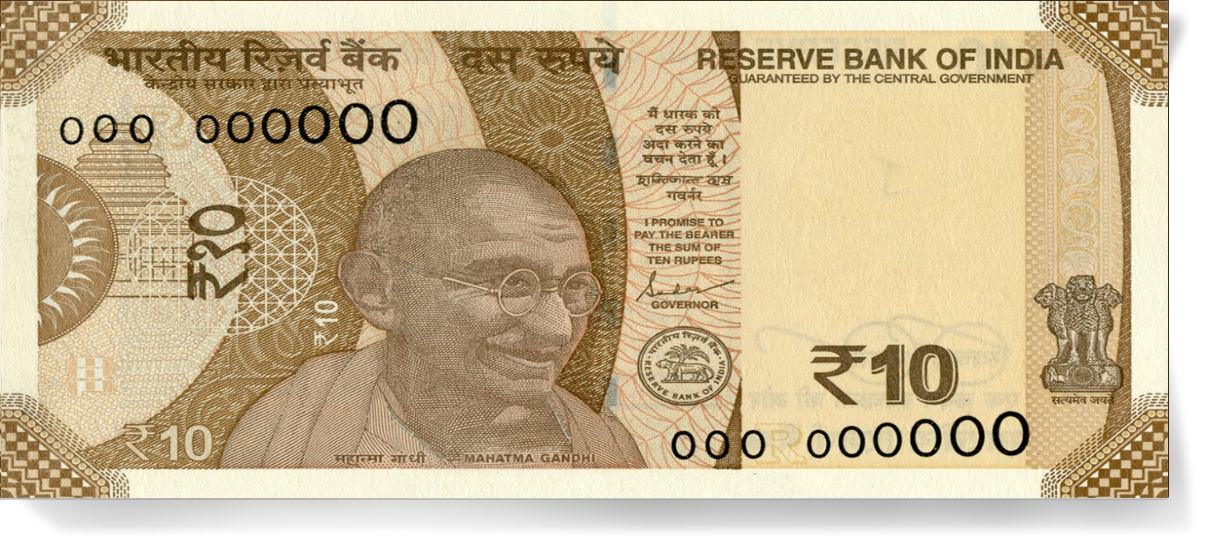 भारतीय रिज़र्व बैंक
केन्द्रीय सरकार द्वारा प्रत्याभूत
दस रुपये
RESERVE BANK OF INDIA
GUARANTEED BY THE CENTRAL GOVERNMENT
000 000000
मैं धारक को
दस रुपये
अदा करने का
वचन देता हूँ।
शक्तिकान्त दास
गवर्नर
I PROMISE TO
PAY THE BEARER
THE SUM OF
TEN RUPEES
GOVERNOR
₹१०
₹10
भारतीय रिज़र्व बैंक
RESERVE BANK OF INDIA
₹10
सत्यमेव जयते
₹10
महात्मा गांधी
MAHATMA GANDHI
000 000000